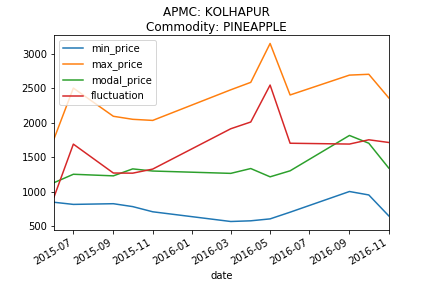 APMC: KOLHAPUR
Commodity: PINEAPPLE
min_price
max_price
modal_price
fluctuation
3000
2500
2000
1500
1000
500
2015-07
2015-09
2015-11
2016-01
2016-03
2016-05
2016-07
2016-09
2016-11
date